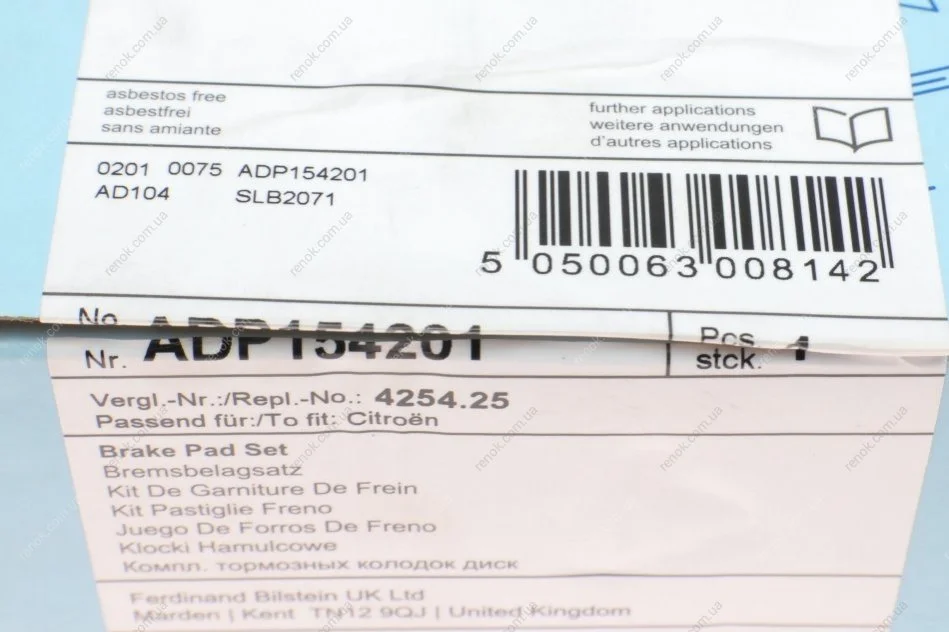 asbestos free
asbestfrei
sans amiante
further applications
weitere anwendungen
d'autres applications
0201 0075 ADP154201
AD104 SLB2071
5 050063 008142
No.
Nr. ADP154201
Pcs.
stck. 1
Vergl.-Nr.:/Repl.-No.: 4254.25
Passend für:/To fit: Citroën
Brake Pad Set
Bremsbelagsatz
Kit De Garniture De Frein
Kit Pastiglie Freno
Juego De Forros De Freno
Klocki Hamulcowe
Компл. тормозных колодок диск
Ferdinand Bilstein UK Ltd
Marden | Kent TN12 9QJ | United Kingdom
renok.com.ua